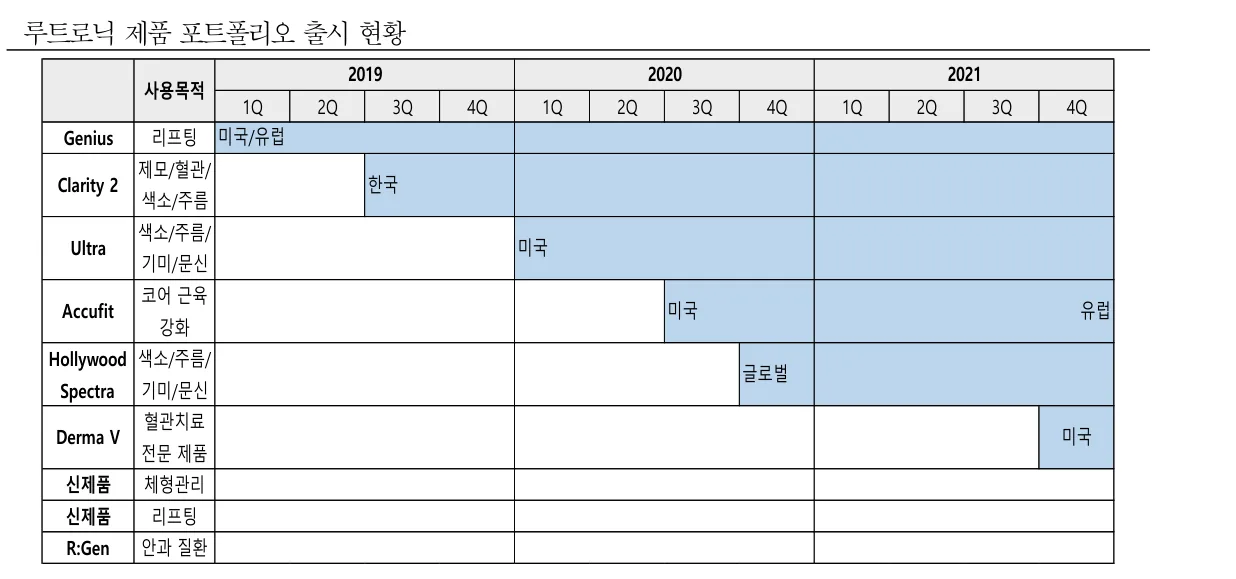 루트로닉 제품 포트폴리오 출시 현황
사용목적 2019 2020 2021
1Q 2Q 3Q 4Q 1Q 2Q 3Q 4Q 1Q 2Q 3Q 4Q
Genius 리프팅 미국/유럽
Clarity 2 제모/혈관/ 한국
색소/주름
Ultra 색소/주름/ 미국
기미/문신
Accufit 코어 근육 미국 유럽
강화
Hollywood 색소/주름/ 글로벌
Spectra 기미/문신
Derma V 혈관치료 미국
전문 제품
신제품 체형관리
신제품 리프팅
R:Gen 안과 질환